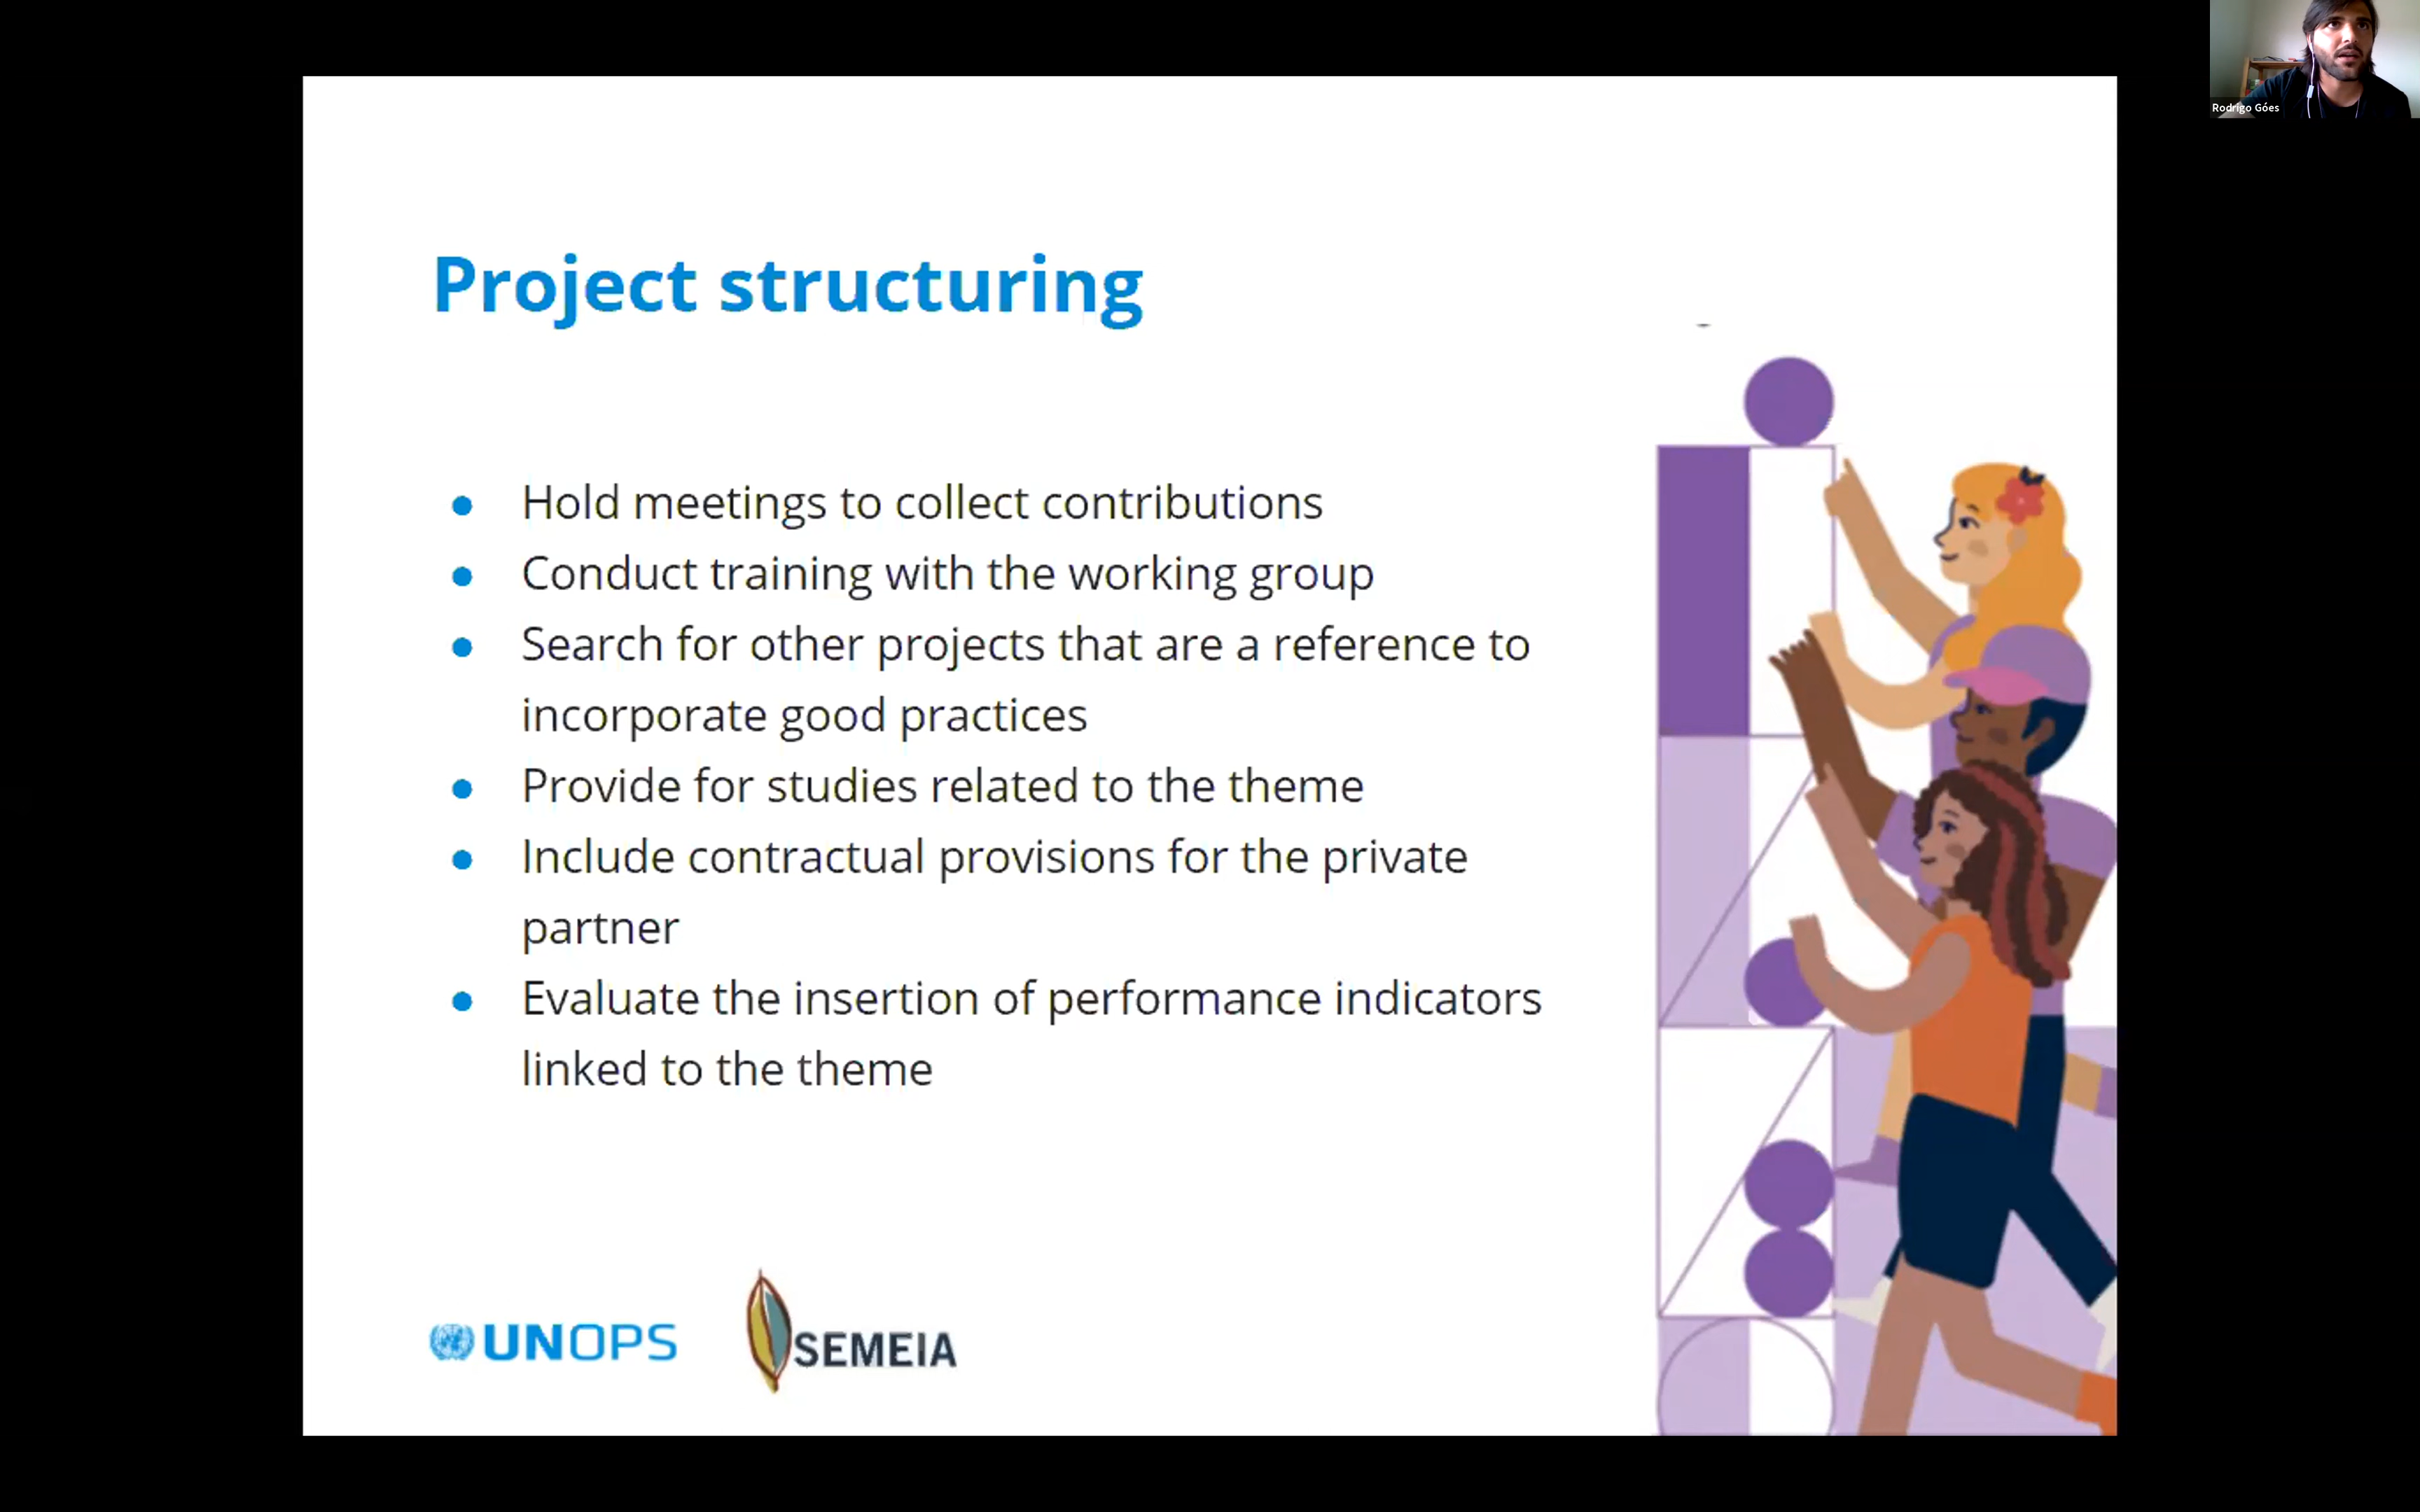 Rodrigo Góes
Project structuring
● Hold meetings to collect contributions
● Conduct training with the working group
● Search for other projects that are a reference to
incorporate good practices
● Provide for studies related to the theme
● Include contractual provisions for the private
partner
● Evaluate the insertion of performance indicators
linked to the theme
UNOPS
SEMEIA